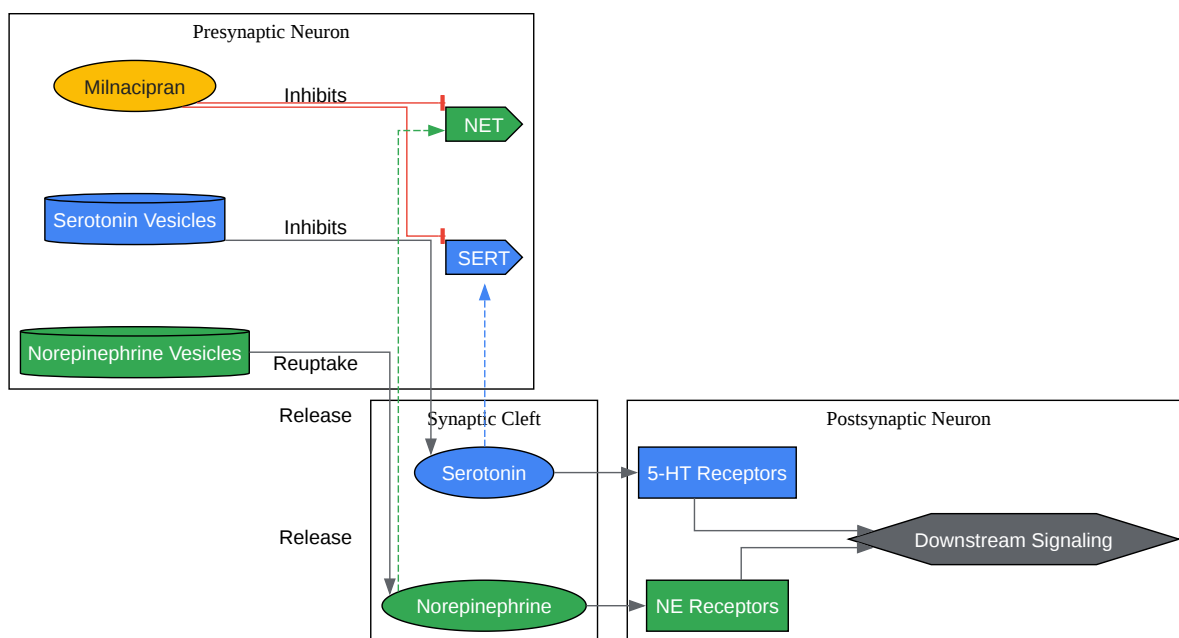 Presynaptic Neuron
Milnacipran
Inhibits
NET
Serotonin Vesicles
Inhibits
SERT
Norepinephrine Vesicles
Reuptake
Release
Synaptic Cleft
Postsynaptic Neuron
Serotonin
5-HT Receptors
Release
Downstream Signaling
Norepinephrine
NE Receptors